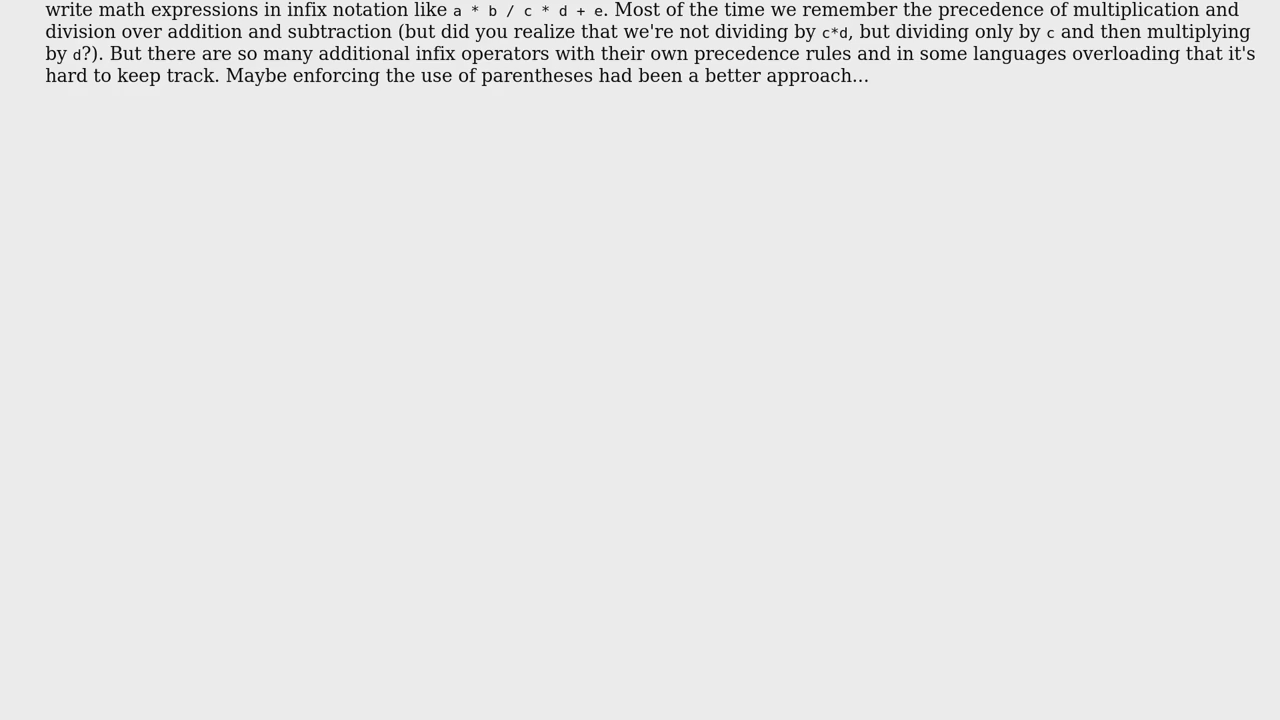 write math expressions in infix notation like a * b / c * d + e. Most of the time we remember the precedence of multiplication and
division over addition and subtraction (but did you realize that we're not dividing by c*d, but dividing only by c and then multiplying
by d?). But there are so many additional infix operators with their own precedence rules and in some languages overloading that it's
hard to keep track. Maybe enforcing the use of parentheses had been a better approach...